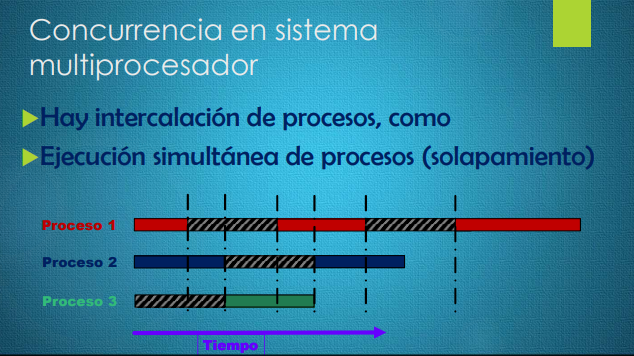 Concurrencia en sistema
multiprocesador
Hay intercalación de procesos, como
Ejecución simultánea de procesos (solapamiento)
Proceso 1
Proceso 2
Proceso 3
Tiempo